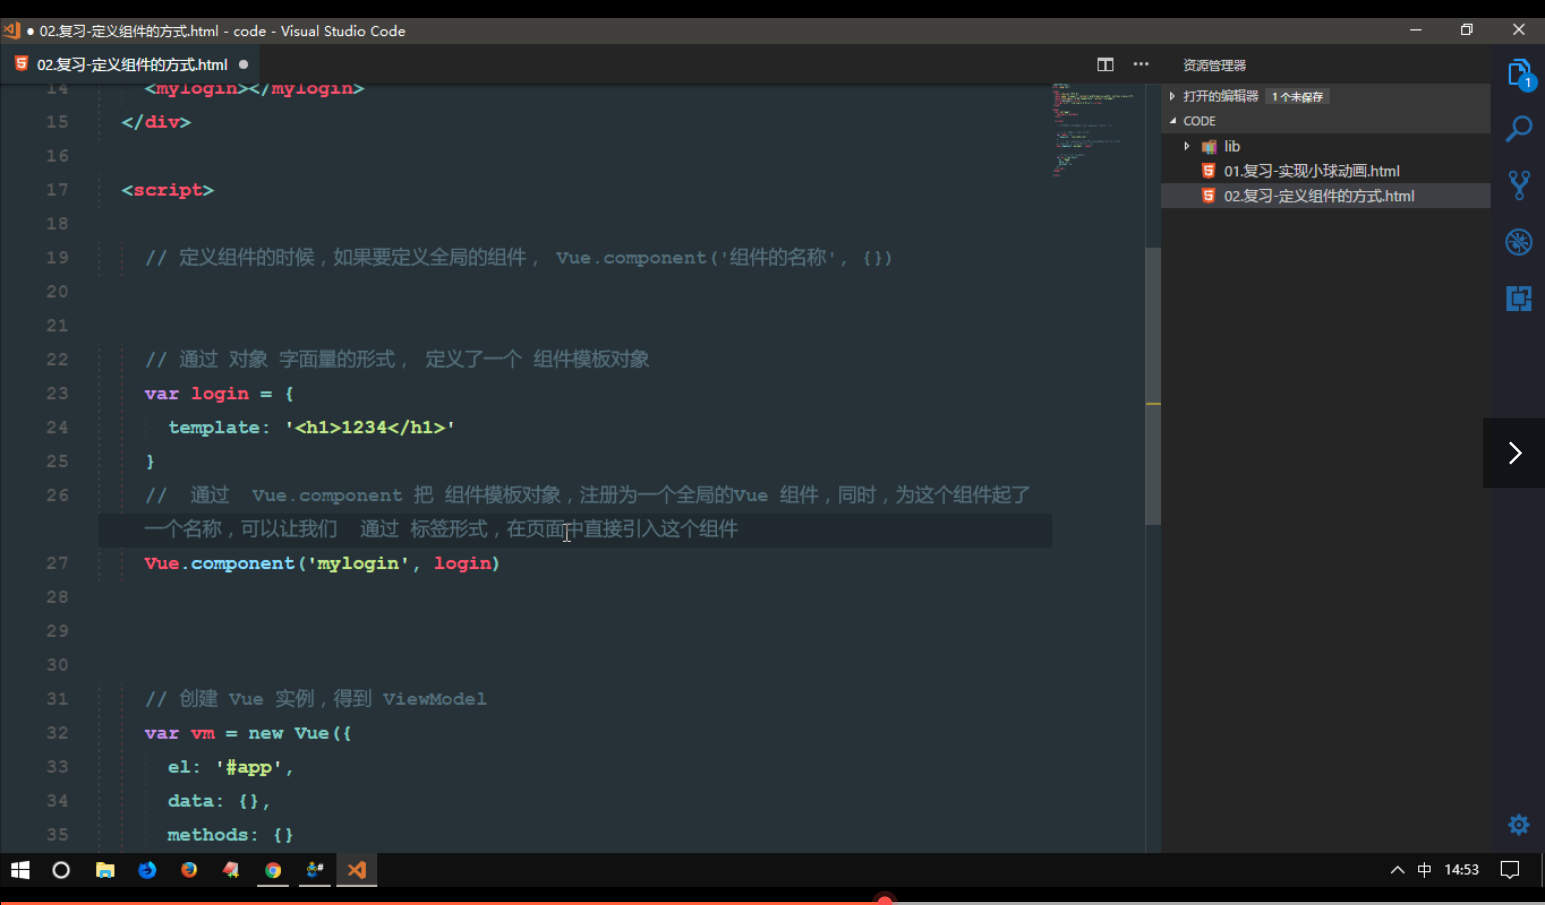 02.复习-定义组件的方式.html - code - Visual Studio Code
02.复习-定义组件的方式.html
资源管理器
打开的编辑器 1 个未保存
CODE
lib
01.复习-实现小球动画.html
02.复习-定义组件的方式.html
1
14 <mylogin></mylogin>
15 </div>
16
17 <script>
18
19 // 定义组件的时候，如果要定义全局的组件， Vue.component('组件的名称', {})
20
21
22 // 通过 对象 字面量的形式， 定义了一个 组件模板对象
23 var login = {
24 template: '<h1>1234</h1>'
25 }
26 // 通过 Vue.component 把 组件模板对象，注册为一个全局的Vue 组件，同时，为这个组件起了
一个名称，可以让我们 通过 标签形式，在页面中直接引入这个组件
27 Vue.component('mylogin', login)
28
29
30
31 // 创建 Vue 实例，得到 ViewModel
32 var vm = new Vue({
33 el: '#app',
34 data: {},
35 methods: {}
中 14:53